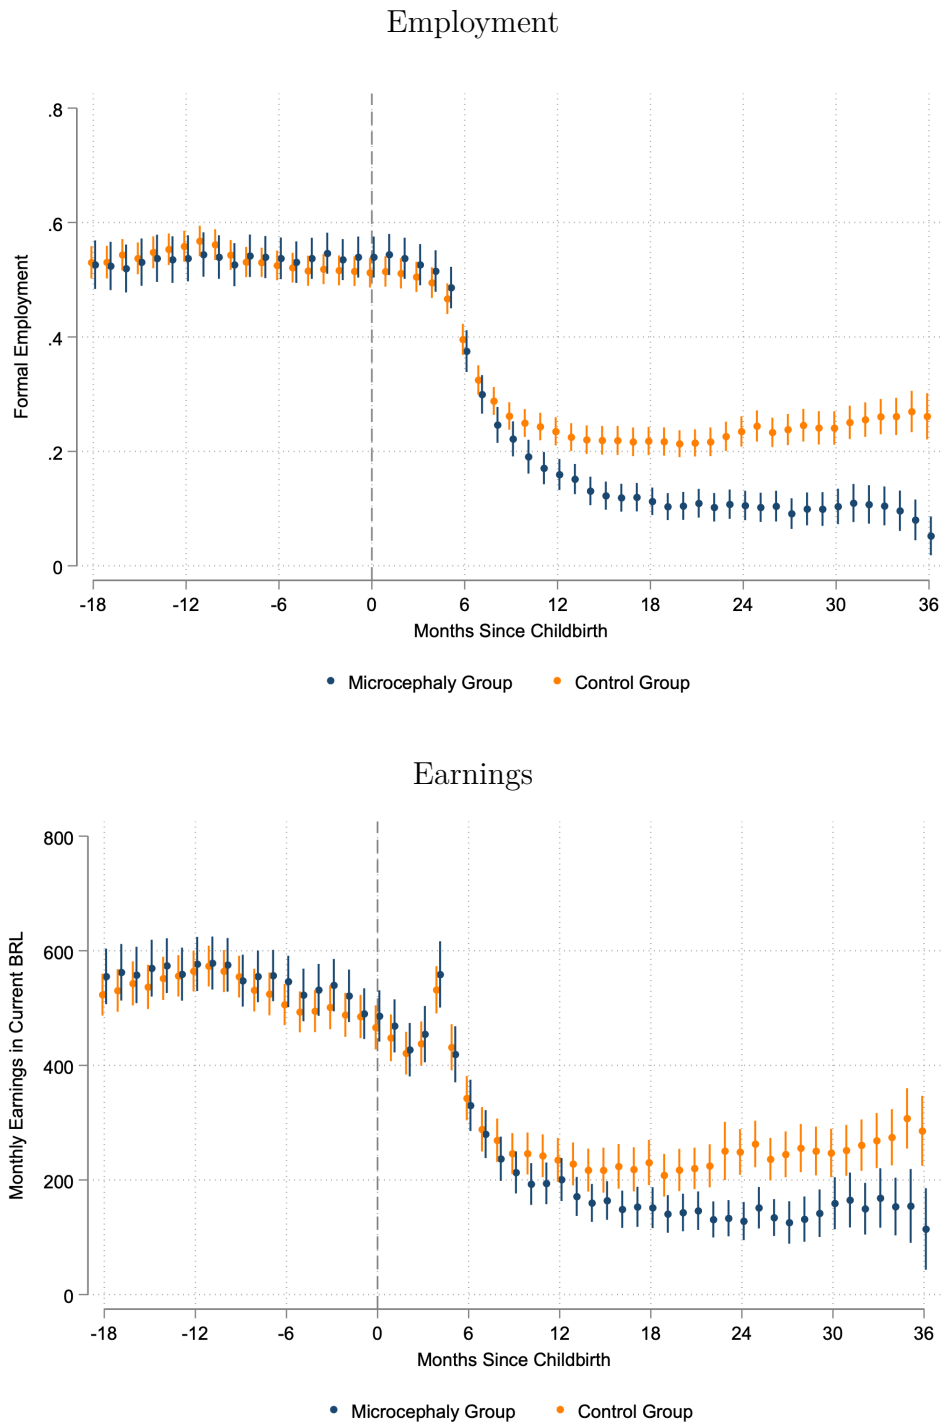 Employment
.8
.6
.4
.2
0
Formal Employment
-18 -12 -6 0 6 12 18 24 30 36
Months Since Childbirth
Microcephaly Group Control Group
Earnings
800
600
400
200
0
Monthly Earnings in Current BRL
-18 -12 -6 0 6 12 18 24 30 36
Months Since Childbirth
Microcephaly Group Control Group